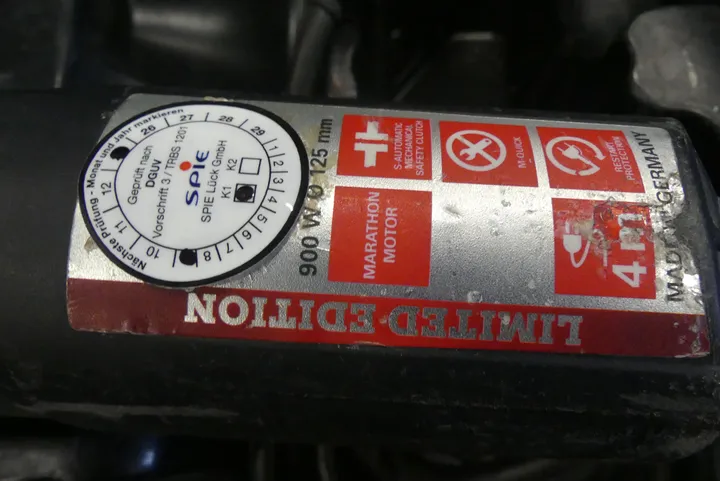 Nächste Prüfung - Monat und Jahr markieren
26 27 28 29
1 2 3 4 5 6 7 8 10 11 12
Geprüft nach
DGUV
Vorschrift 3 / TRBS 1201
SPIE
SPIE Lück GmbH
K1 K2
900 W Ø 125 mm
S-AUTOMATIC
MECHANICAL
SAFETY CLUTCH
M-QUICK
RESTART
PROTECTION
MARATHON
MOTOR
4 m
GERMANY
LIMITED EDITION